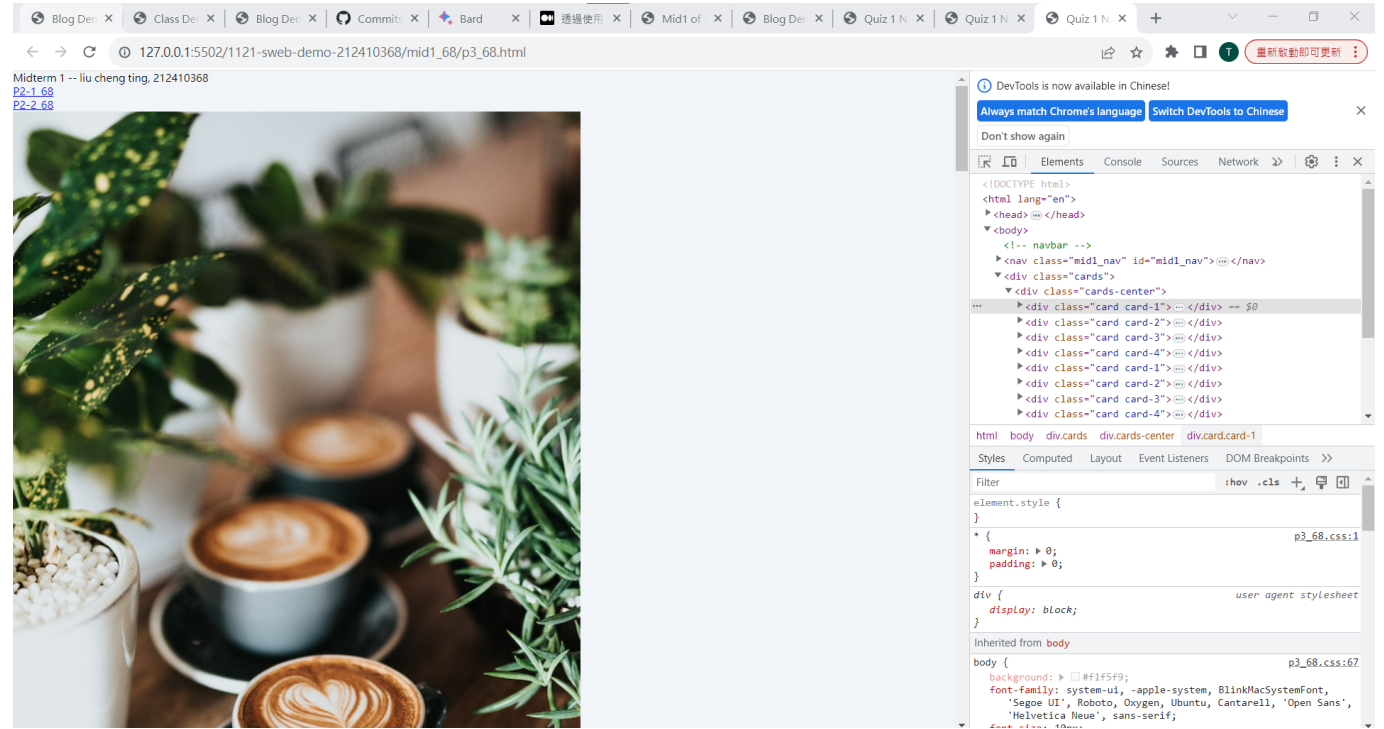 Blog Den
Class De
Blog Den
Commits
Bard
透過使用
Mid1 of
Blog Den
Quiz 1 N
Quiz 1 N
Quiz 1 N
127.0.0.1:5502/1121-sweb-demo-212410368/mid1_68/p3_68.html
T
重新啟動即可更新
Midterm 1 -- liu cheng ting, 212410368
P2-1_68
P2-2_68
DevTools is now available in Chinese!
Always match Chrome's language
Switch DevTools to Chinese
Don't show again
Elements Console Sources Network
<!DOCTYPE html>
<html lang="en">
<head> </head>
<body>
<!-- navbar -->
<nav class="mid1_nav" id="mid1_nav"> </nav>
<div class="cards">
<div class="cards-center">
<div class="card card-1"> </div> == $0
<div class="card card-2"> </div>
<div class="card card-3"> </div>
<div class="card card-4"> </div>
<div class="card card-1"> </div>
<div class="card card-2"> </div>
<div class="card card-3"> </div>
<div class="card card-4"> </div>
html body div.cards div.cards-center div.card.card-1
Styles Computed Layout Event Listeners DOM Breakpoints
Filter :hov .cls
element.style {
}
* { p3_68.css:1
margin: 0;
padding: 0;
}
div { user agent stylesheet
display: block;
}
Inherited from body
body { p3_68.css:67
background: #f1f5f9;
font-family: system-ui, -apple-system, BlinkMacSystemFont,
'Segoe UI', Roboto, Oxygen, Ubuntu, Cantarell, 'Open Sans',
'Helvetica Neue', sans-serif;
font-size: 10px;